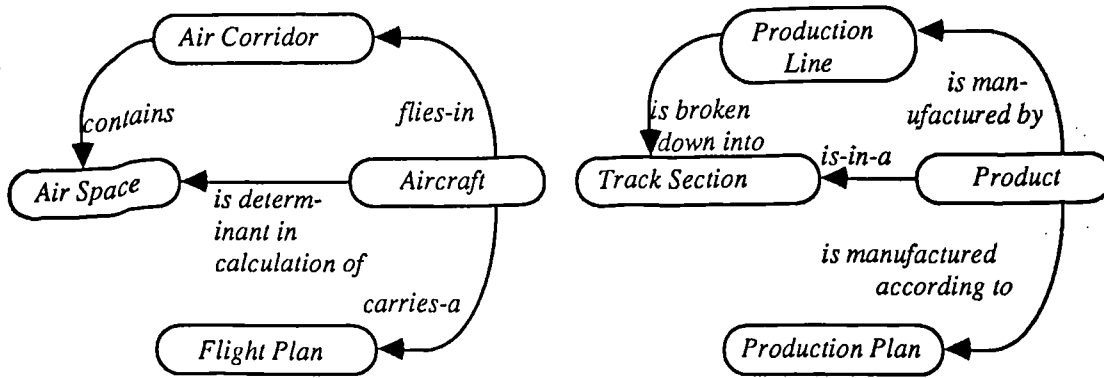 Air Corridor
contains
flies-in
Air Space
Aircraft
is determ-
inant in
calculation of
carries-a
Flight Plan
Production
Line
is broken
down into
is man-
ufactured by
Track Section
is-in-a
Product
is manufactured
according to
Production Plan